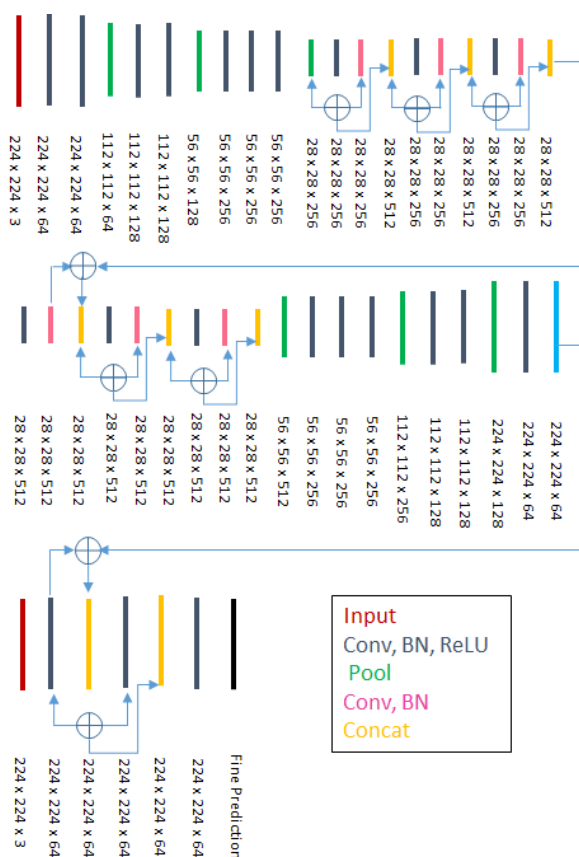 224 x 224 x 3
224 x 224 x 64
224 x 224 x 64
112 x 112 x 64
112 x 112 x 128
112 x 112 x 128
56 x 56 x 128
56 x 56 x 256
56 x 56 x 256
56 x 56 x 256
28 x 28 x 256
28 x 28 x 256
28 x 28 x 256
28 x 28 x 512
28 x 28 x 256
28 x 28 x 256
28 x 28 x 512
28 x 28 x 256
28 x 28 x 256
28 x 28 x 512
28 x 28 x 512
28 x 28 x 512
28 x 28 x 512
28 x 28 x 512
28 x 28 x 512
28 x 28 x 512
28 x 28 x 512
28 x 28 x 512
28 x 28 x 512
56 x 56 x 512
56 x 56 x 256
56 x 56 x 256
56 x 56 x 256
112 x 112 x 256
112 x 112 x 128
112 x 112 x 128
224 x 224 x 128
224 x 224 x 64
224 x 224 x 64
224 x 224 x 3
224 x 224 x 64
224 x 224 x 64
224 x 224 x 64
224 x 224 x 64
224 x 224 x 64
Fine Prediction
Input
Conv, BN, ReLU
Pool
Conv, BN
Concat